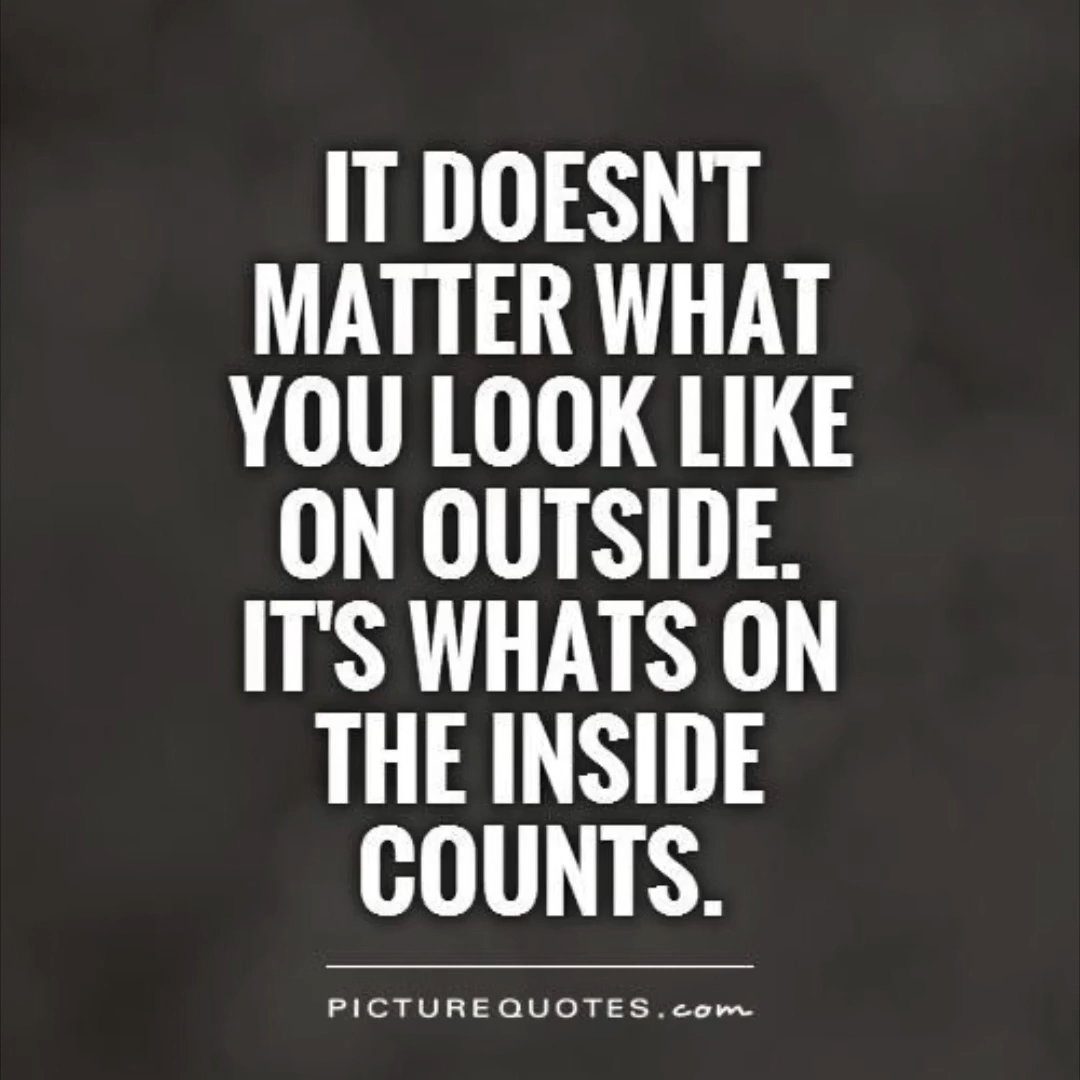 IT DOESN'T
MATTER WHAT
YOU LOOK LIKE
ON OUTSIDE.
IT'S WHATS ON
THE INSIDE
COUNTS.
PICTUREQUOTES.com